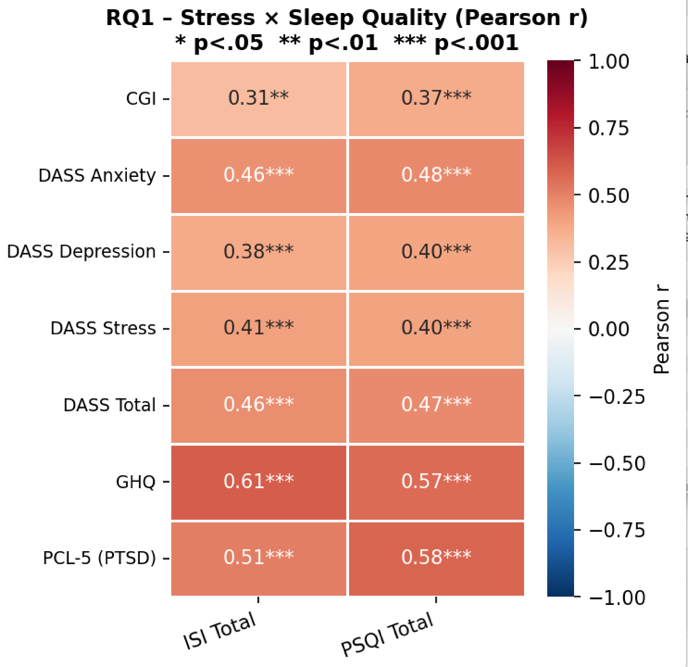 RQ1 – Stress × Sleep Quality (Pearson r)
* p<.05  ** p<.01  *** p<.001
CGI 0.31** 0.37***
DASS Anxiety 0.46*** 0.48***
DASS Depression 0.38*** 0.40***
DASS Stress 0.41*** 0.40***
DASS Total 0.46*** 0.47***
GHQ 0.61*** 0.57***
PCL-5 (PTSD) 0.51*** 0.58***
ISI Total PSQI Total
1.00
0.75
0.50
0.25
0.00
−0.25
−0.50
−0.75
−1.00
Pearson r